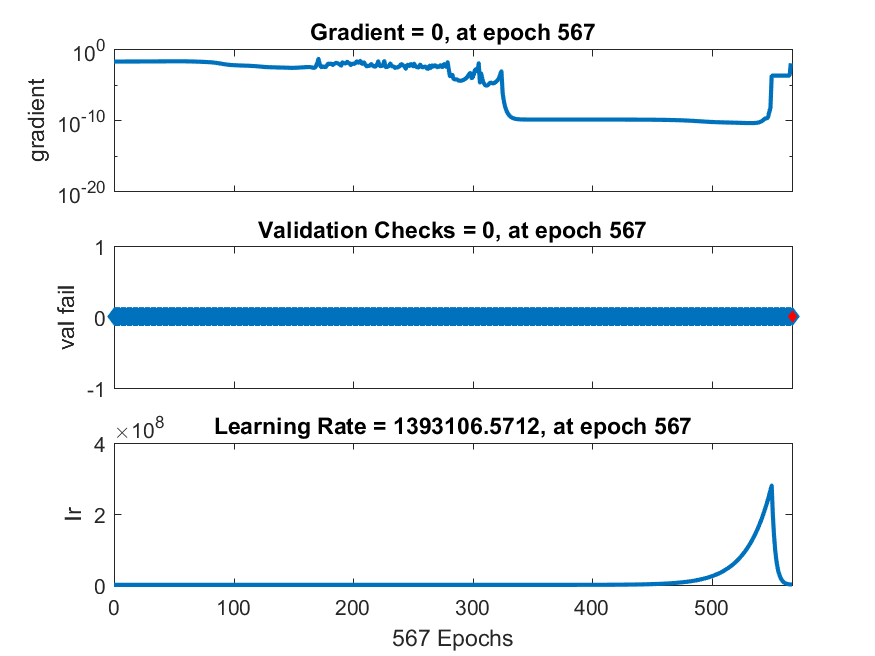 Gradient = 0, at epoch 567
10^0
10^-10
10^-20
gradient
Validation Checks = 0, at epoch 567
1
0
-1
val fail
Learning Rate = 1393106.5712, at epoch 567
×10^8
4
2
0
lr
0 100 200 300 400 500
567 Epochs